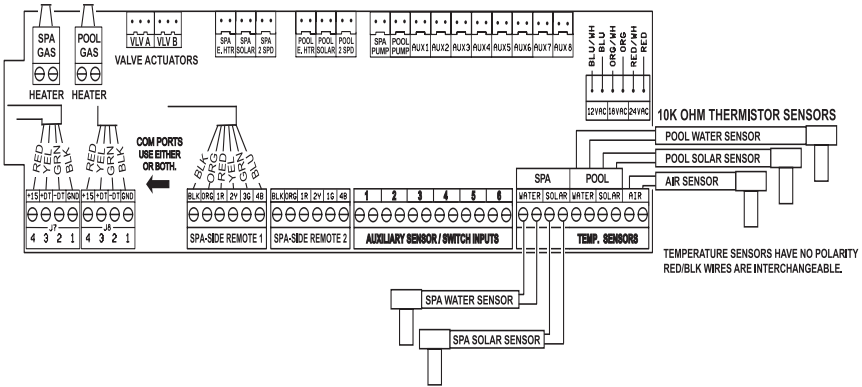 SPA GAS
POOL GAS
HEATER
HEATER
VLV A
VLV B
VALVE ACTUATORS
SPA E. HTR
SPA SOLAR
SPA 2 SPD
POOL E. HTR
POOL SOLAR
POOL 2 SPD
SPA PUMP
POOL PUMP
AUX1
AUX2
AUX3
AUX4
AUX5
AUX6
AUX7
AUX8
BLU/WH
BLU
ORG/WH
ORG
RED/WH
RED
12VAC
18VAC
24VAC
10K OHM THERMISTOR SENSORS
POOL WATER SENSOR
POOL SOLAR SENSOR
AIR SENSOR
RED
YEL
GRN
BLK
RED
YEL
GRN
BLK
COM PORTS
USE EITHER
OR BOTH.
BLK
ORG
RED
YEL
GRN
BLU
SPA
POOL
+15 +DT -DT GND
+15 +DT -DT GND
BLK ORG 1R 2Y 3G 4B
BLK ORG 1R 2Y 1G 4B
1 2 3 4 5 6
WATER SOLAR WATER SOLAR AIR
J7
J8
4 3 2 1
4 3 2 1
SPA-SIDE REMOTE 1
SPA-SIDE REMOTE 2
AUXILIARY SENSOR / SWITCH INPUTS
TEMP. SENSORS
TEMPERATURE SENSORS HAVE NO POLARITY
RED/BLK WIRES ARE INTERCHANGEABLE.
SPA WATER SENSOR
SPA SOLAR SENSOR